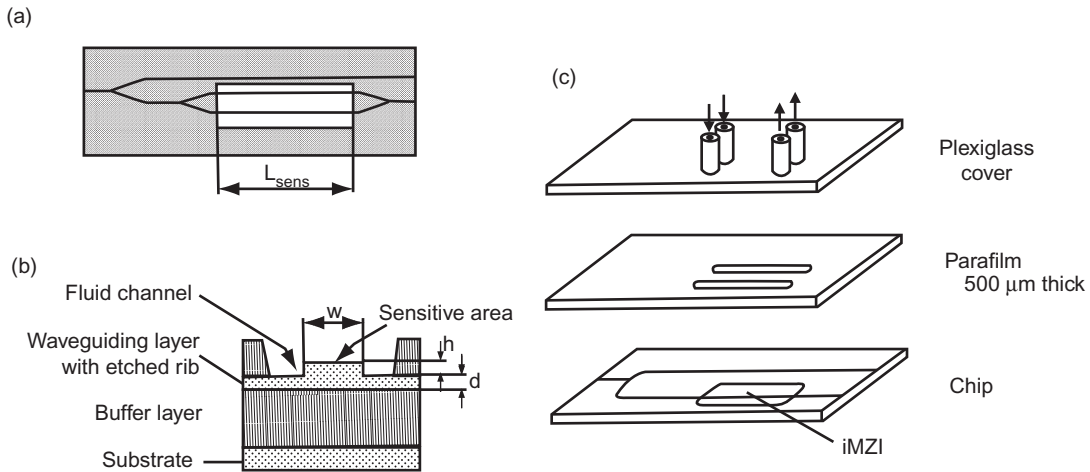 (a)
L_sens
(b)
Fluid channel
w
Sensitive area
Waveguiding layer
with etched rib
h
d
Buffer layer
Substrate
(c)
Plexiglass
cover
Parafilm
500 μm thick
Chip
iMZI